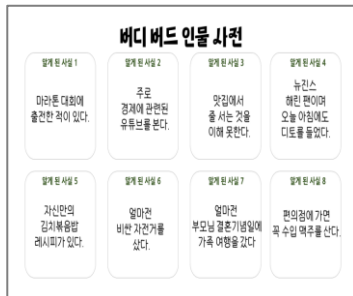 버디 버드 인물 사전
알게 된 사실 1
마라톤 대회에
출전한 적이 있다.
알게 된 사실 2
주로
경제에 관련된
유튜브를 본다.
알게 된 사실 3
맛집에서
줄 서는 것을
이해 못한다.
알게 된 사실 4
뉴진스
해린 팬이며
오늘 아침에도
디토를 들었다.
알게 된 사실 5
자신만의
김치볶음밥
레시피가 있다.
알게 된 사실 6
얼마전
비싼 자전거를
샀다.
알게 된 사실 7
얼마전
부모님 결혼기념일에
가족 여행을 갔다
알게 된 사실 8
편의점에 가면
꼭 수입 맥주를 산다.